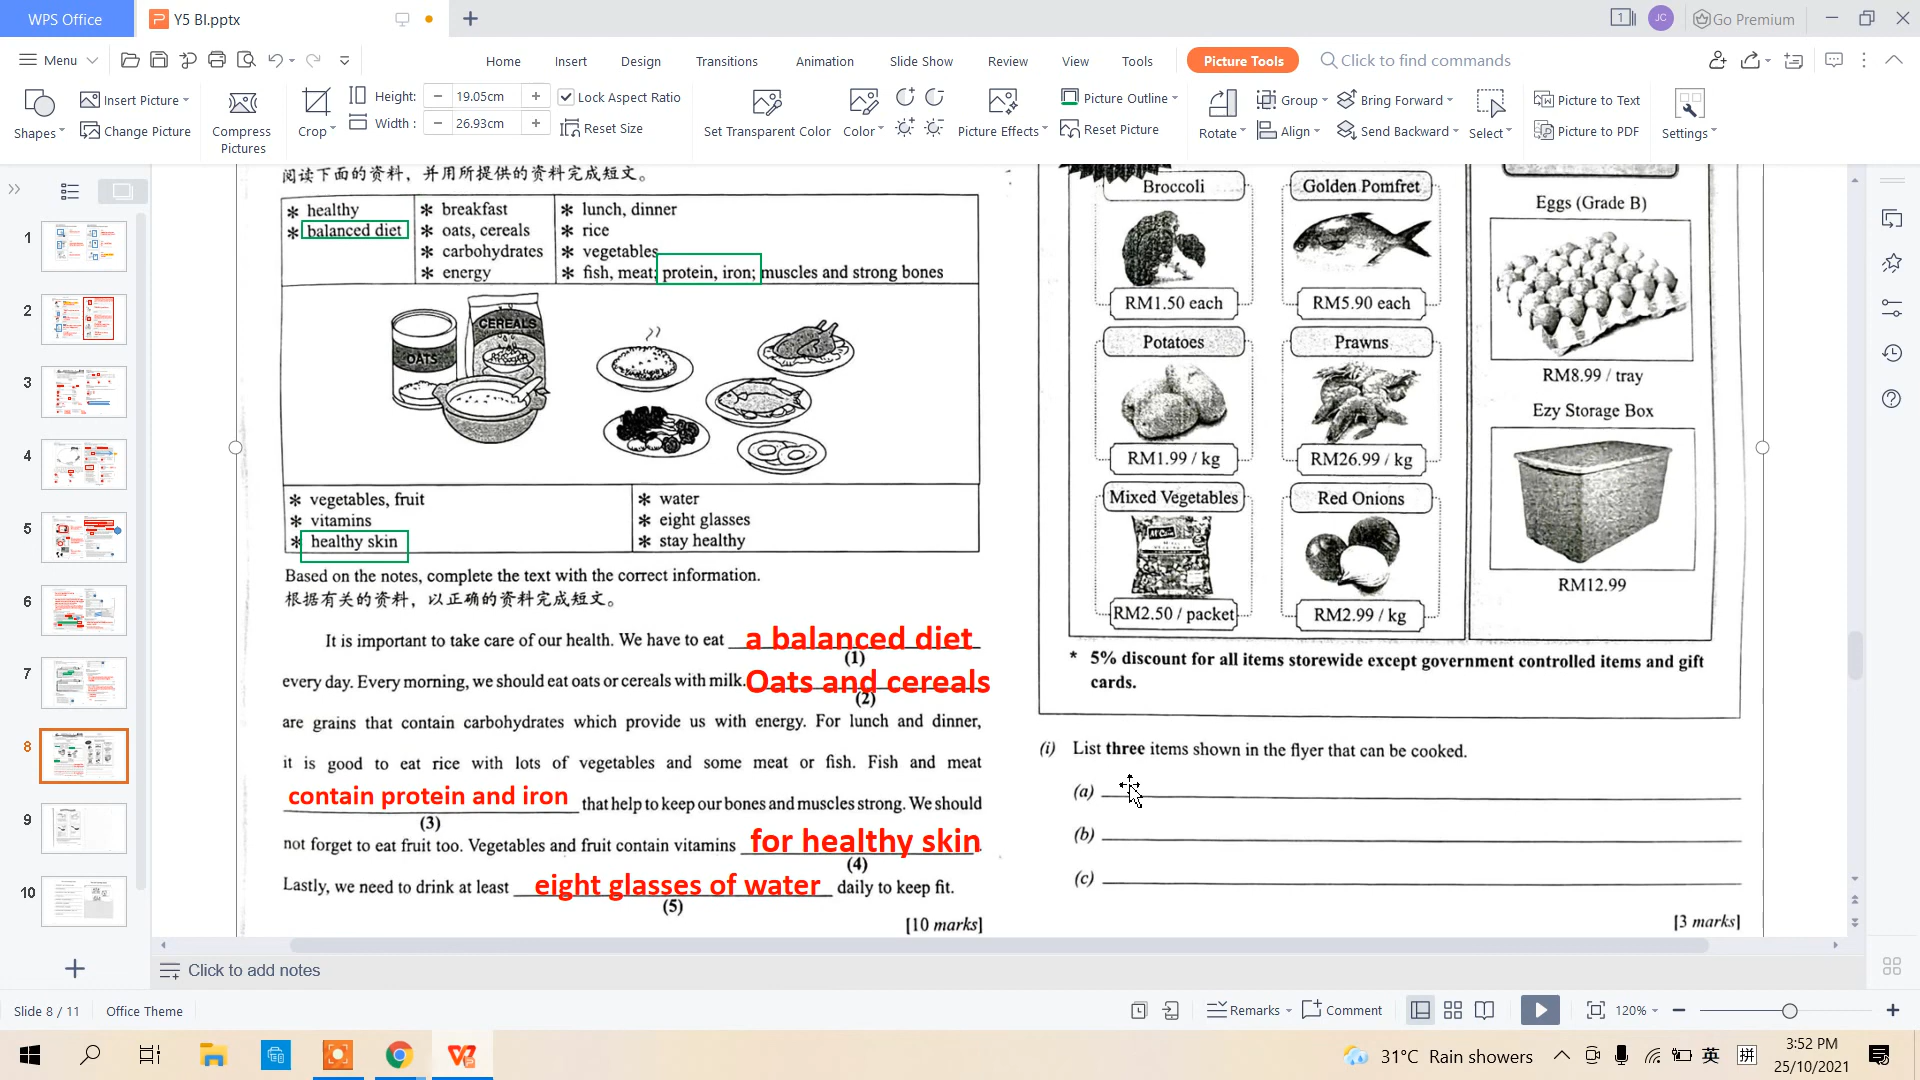 WPS Office
Y5 BI.pptx
1
JC
Go Premium
Menu
Home
Insert
Design
Transitions
Animation
Slide Show
Review
View
Tools
Picture Tools
Click to find commands
Shapes
Insert Picture
Change Picture
Compress
Pictures
Crop
Height:
19.05cm
Width :
26.93cm
Lock Aspect Ratio
Reset Size
Set Transparent Color
Color
Picture Effects
Picture Outline
Reset Picture
Rotate
Group
Align
Bring Forward
Send Backward
Select
Picture to Text
Picture to PDF
Settings
1
2
3
4
5
6
7
8
9
10
阅读下面的资料，并用所提供的资料完成短文。
* healthy
* balanced diet
* breakfast
* oats, cereals
* carbohydrates
* energy
* lunch, dinner
* rice
* vegetables
* fish, meat; protein, iron; muscles and strong bones
OATS
CEREALS
* vegetables, fruit
* vitamins
* healthy skin
* water
* eight glasses
* stay healthy
Based on the notes, complete the text with the correct information.
根据有关的资料，以正确的资料完成短文。
It is important to take care of our health. We have to eat a balanced diet
(1)
every day. Every morning, we should eat oats or cereals with milk. Oats and cereals
(2)
are grains that contain carbohydrates which provide us with energy. For lunch and dinner,
it is good to eat rice with lots of vegetables and some meat or fish. Fish and meat
contain protein and iron that help to keep our bones and muscles strong. We should
(3)
not forget to eat fruit too. Vegetables and fruit contain vitamins for healthy skin.
(4)
Lastly, we need to drink at least eight glasses of water daily to keep fit.
(5)
[10 marks]
Broccoli
RM1.50 each
Golden Pomfret
RM5.90 each
Potatoes
RM1.99 / kg
Prawns
RM26.99 / kg
Mixed Vegetables
RM2.50 / packet
Red Onions
RM2.99 / kg
Eggs (Grade B)
RM8.99 / tray
Ezy Storage Box
RM12.99
* 5% discount for all items storewide except government controlled items and gift
cards.
(i) List three items shown in the flyer that can be cooked.
(a)
(b)
(c)
[3 marks]
Click to add notes
Slide 8 / 11
Office Theme
Remarks
Comment
120%
31°C Rain showers
英
拼
3:52 PM
25/10/2021